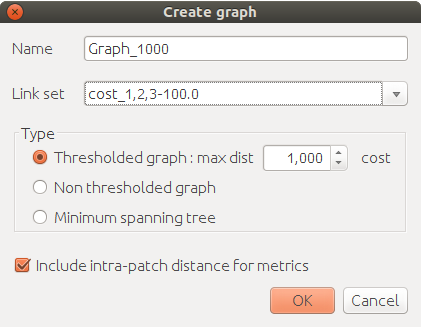 Create graph
Name Graph_1000
Link set cost_1,2,3-100.0
Type
Thresholded graph : max dist 1,000 cost
Non thresholded graph
Minimum spanning tree
Include intra-patch distance for metrics
OK Cancel